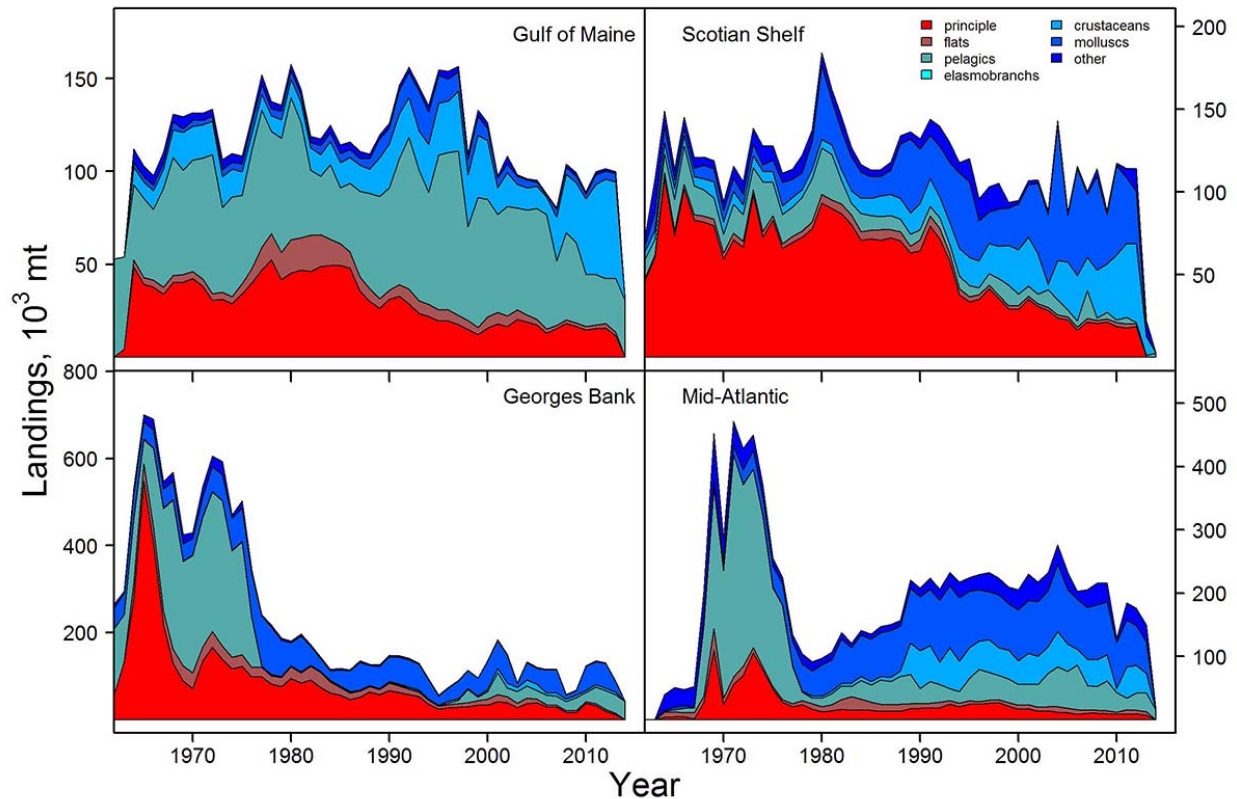 Gulf of Maine
Scotian Shelf
principle
flats
pelagics
elasmobranchs
crustaceans
molluscs
other
200
150
100
50
150
100
50
Landings, 10³ mt
Georges Bank
Mid-Atlantic
800
600
400
200
500
400
300
200
100
1970 1980 1990 2000 2010 1970 1980 1990 2000 2010
Year